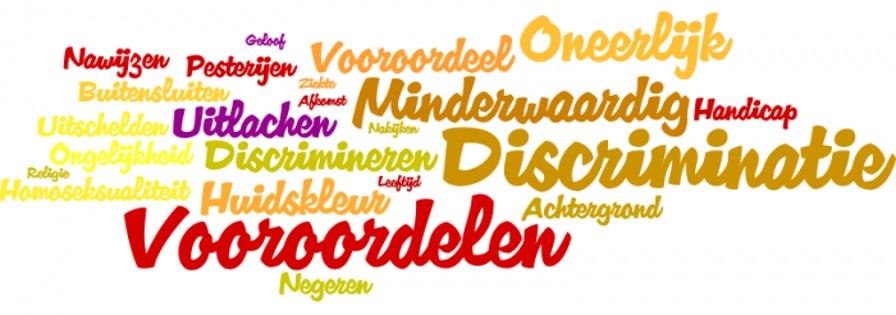 Geloof
Oneerlijk
Nawijzen
Pesterijen
Vooroordeel
Buitensluiten
Ziekte
Afkomst
Minderwaardig
Handicap
Uitschelden
Uitlachen
Nakijken
Ongelijkheid
Discrimineren
Discriminatie
Religie
Homoseksualiteit
Huidskleur
Leeftijd
Achtergrond
Vooroordelen
Negeren